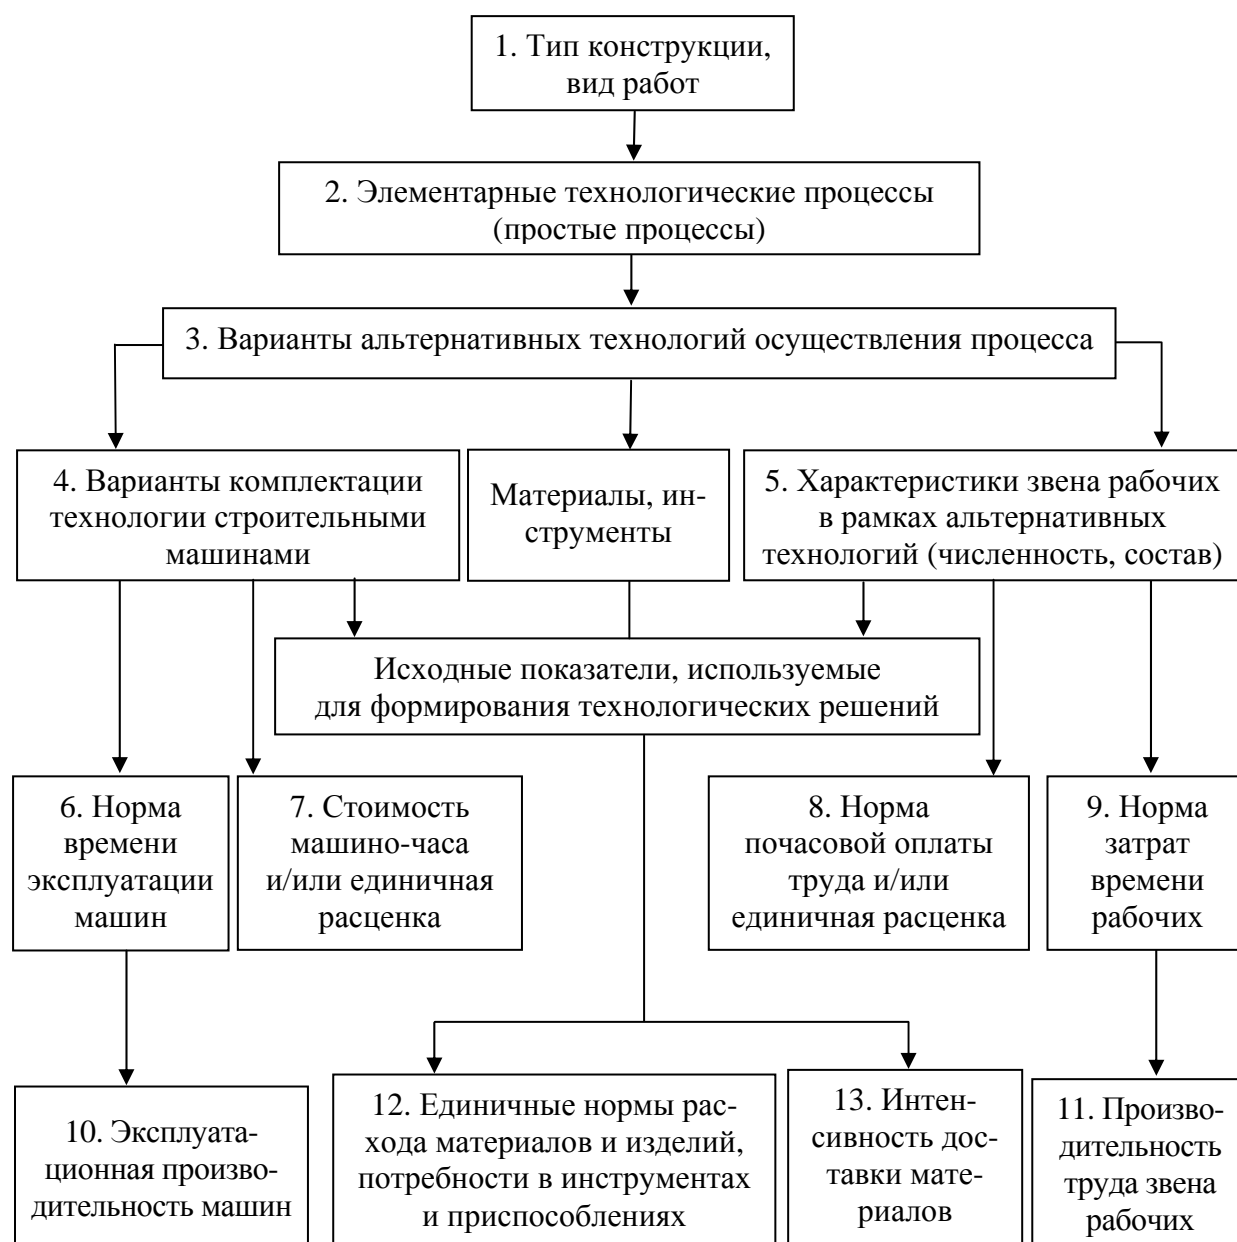 1. Тип конструкции,
вид работ
2. Элементарные технологические процессы
(простые процессы)
3. Варианты альтернативных технологий осуществления процесса
4. Варианты комплектации
технологии строительными
машинами
Материалы, ин-
струменты
5. Характеристики звена рабочих
в рамках альтернативных
технологий (численность, состав)
Исходные показатели, используемые
для формирования технологических решений
6. Норма
времени
эксплуатации
машин
7. Стоимость
машино-часа
и/или единичная
расценка
8. Норма
почасовой оплаты
труда и/или
единичная расценка
9. Норма
затрат
времени
рабочих
10. Эксплуата-
ционная произво-
дительность машин
12. Единичные нормы рас-
хода материалов и изделий,
потребности в инструментах
и приспособлениях
13. Интен-
сивность дос-
тавки мате-
риалов
11. Произво-
дительность
труда звена
рабочих